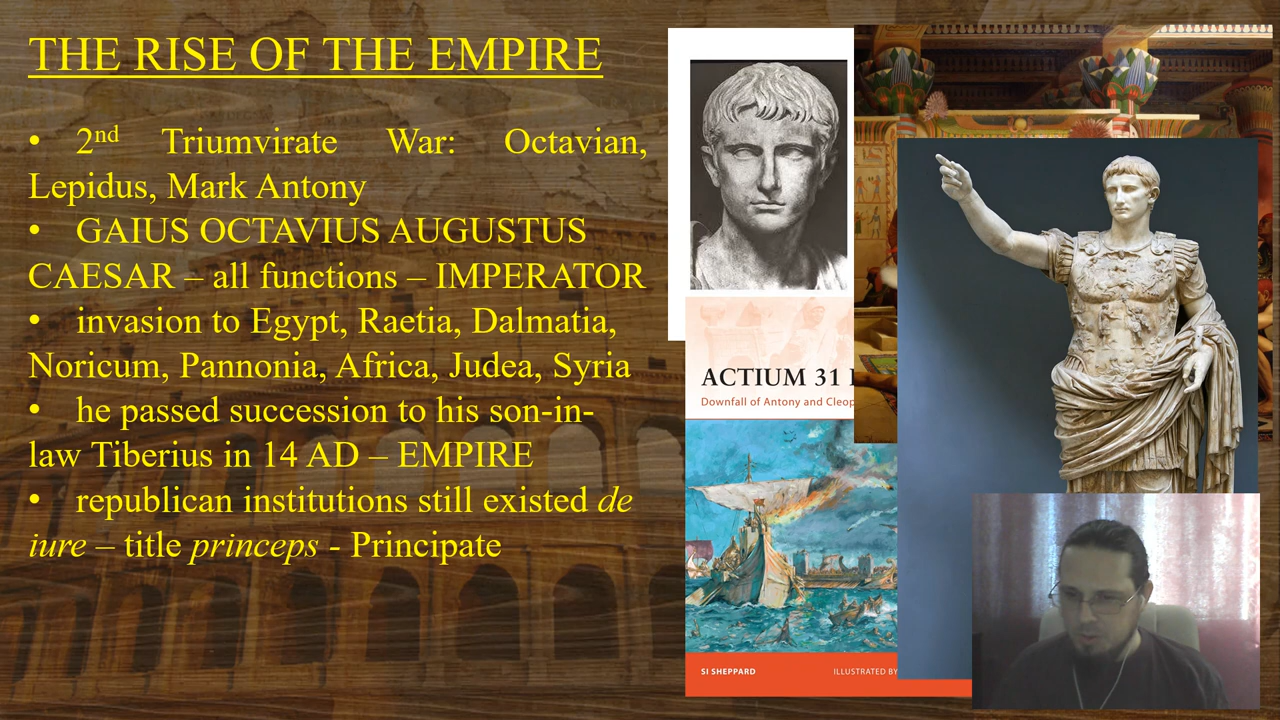 THE RISE OF THE EMPIRE
• 2nd Triumvirate War: Octavian,
Lepidus, Mark Antony
• GAIUS OCTAVIUS AUGUSTUS
CAESAR – all functions – IMPERATOR
• invasion to Egypt, Raetia, Dalmatia,
Noricum, Pannonia, Africa, Judea, Syria
• he passed succession to his son-in-
law Tiberius in 14 AD – EMPIRE
• republican institutions still existed de
iure – title princeps - Principate
ACTIUM 31
Downfall of Antony and Cleop
SI SHEPPARD
ILLUSTRATED BY